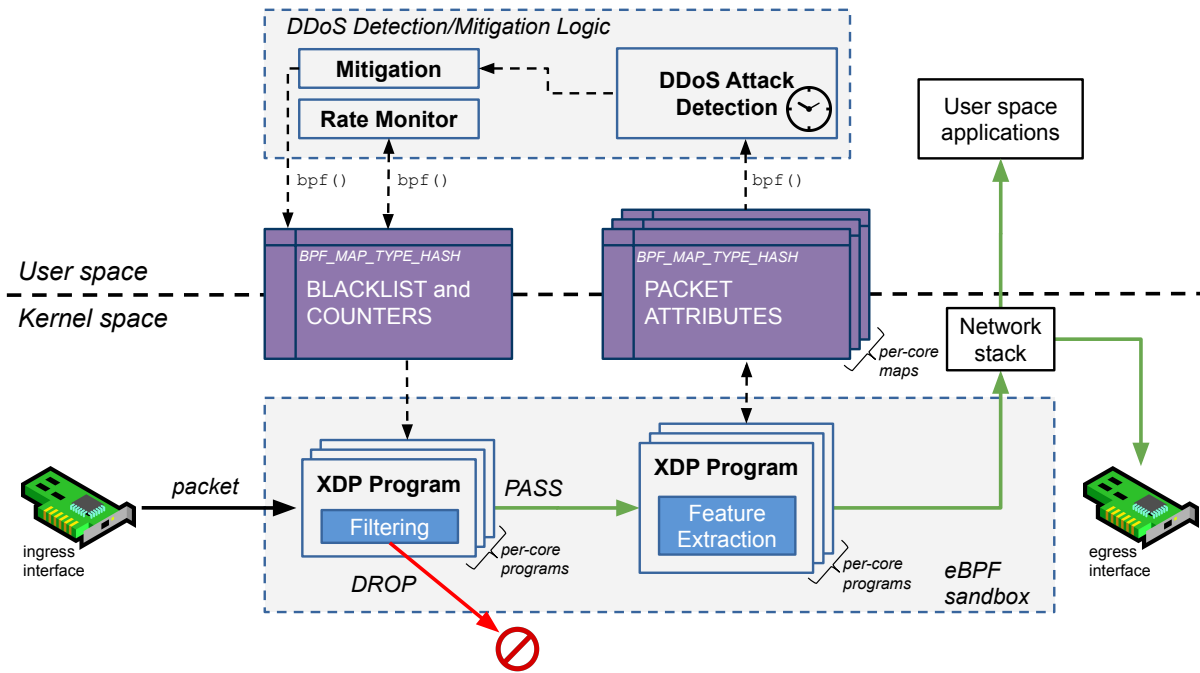 DDoS Detection/Mitigation Logic
Mitigation
Rate Monitor
DDoS Attack
Detection
User space
applications
bpf()
bpf()
bpf()
BPF_MAP_TYPE_HASH
BLACKLIST and
COUNTERS
BPF_MAP_TYPE_HASH
PACKET
ATTRIBUTES
User space
Kernel space
per-core
maps
Network
stack
packet
XDP Program
Filtering
PASS
XDP Program
Feature
Extraction
ingress
interface
per-core
programs
per-core
programs
DROP
eBPF
sandbox
egress
interface